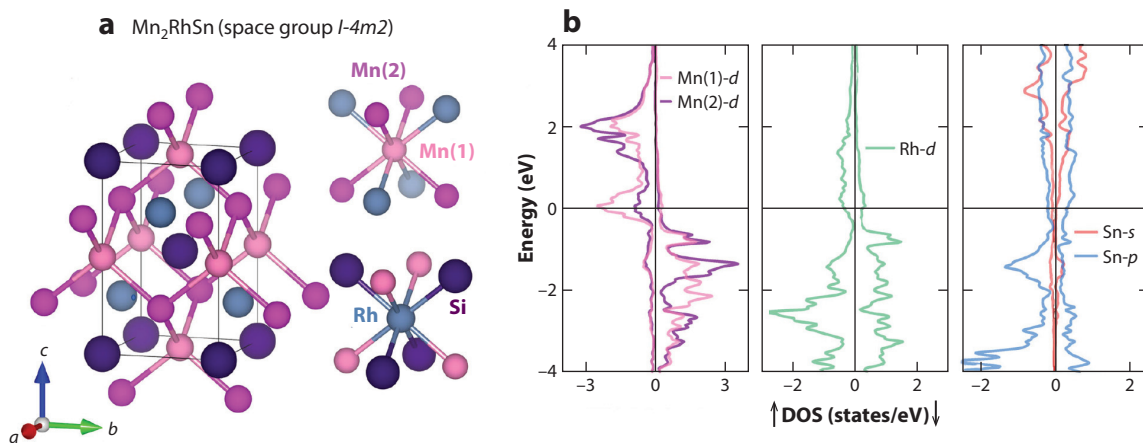 a Mn₂RhSn (space group I-4m2)
Mn(2)
Mn(1)
Rh
Si
c
a
b
b
Energy (eV)
4
2
0
−2
−4
Mn(1)-d
Mn(2)-d
Rh-d
Sn-s
Sn-p
−3 0 3
−2 0 2
−2 0 2
↑ DOS (states/eV) ↓